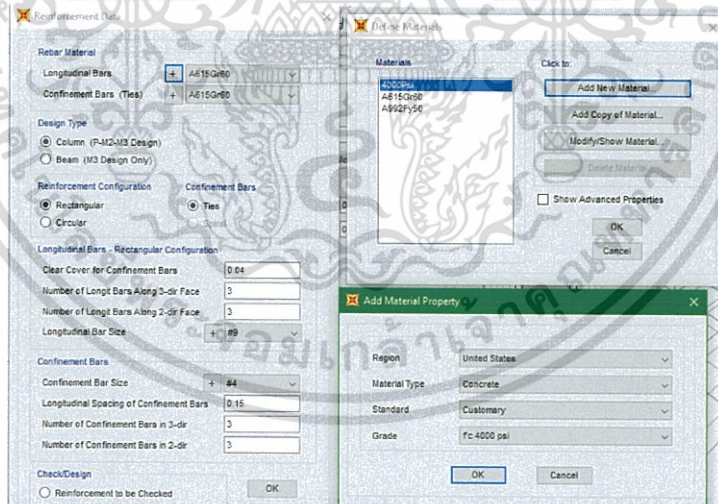 Reinforcement Data
Rebar Material
Longitudinal Bars + A615Gr60
Confinement Bars (Ties) + A615Gr60
Design Type
Column (P-M2-M3 Design)
Beam (M3 Design Only)
Reinforcement Configuration Confinement Bars
Rectangular Ties
Circular Spiral
Longitudinal Bars - Rectangular Configuration
Clear Cover for Confinement Bars 0.04
Number of Longit Bars Along 3-dir Face 3
Number of Longit Bars Along 2-dir Face 3
Longitudinal Bar Size + #9
Confinement Bars
Confinement Bar Size + #4
Longitudinal Spacing of Confinement Bars 0.15
Number of Confinement Bars in 3-dir 3
Number of Confinement Bars in 2-dir 3
Check/Design
Reinforcement to be Checked OK
Define Materials
Materials Click to:
4000Psi Add New Material...
A615Gr60
A992Fy50 Add Copy of Material...
Modify/Show Material...
Delete Material
Show Advanced Properties
OK
Cancel
Add Material Property
Region United States
Material Type Concrete
Standard Customary
Grade f'c 4000 psi
OK Cancel